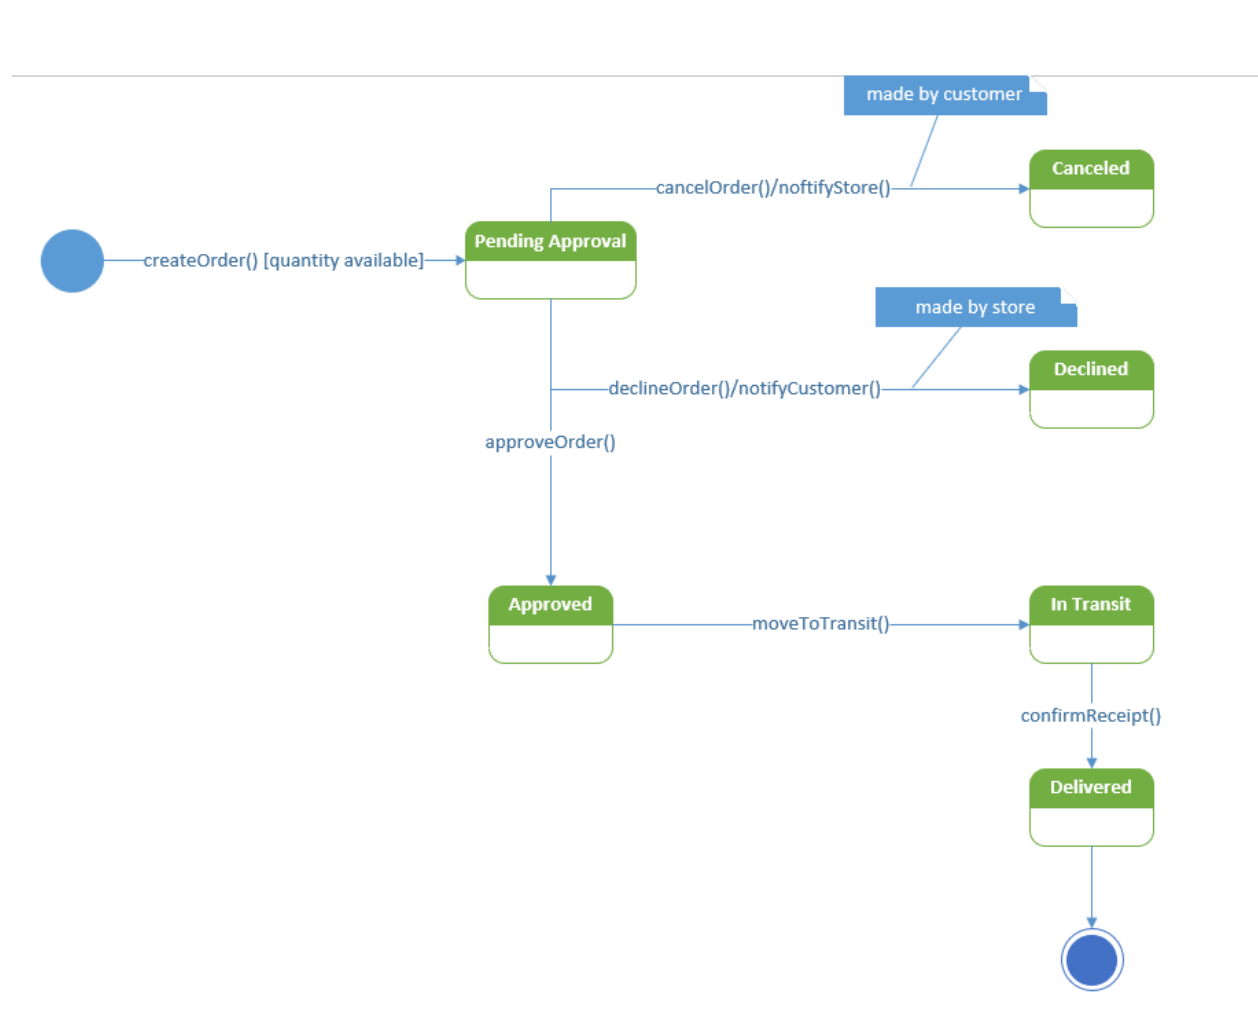 made by customer
Canceled
cancelOrder()/noftifyStore()
Pending Approval
createOrder() [quantity available]
made by store
Declined
declineOrder()/notifyCustomer()
approveOrder()
Approved
In Transit
moveToTransit()
confirmReceipt()
Delivered